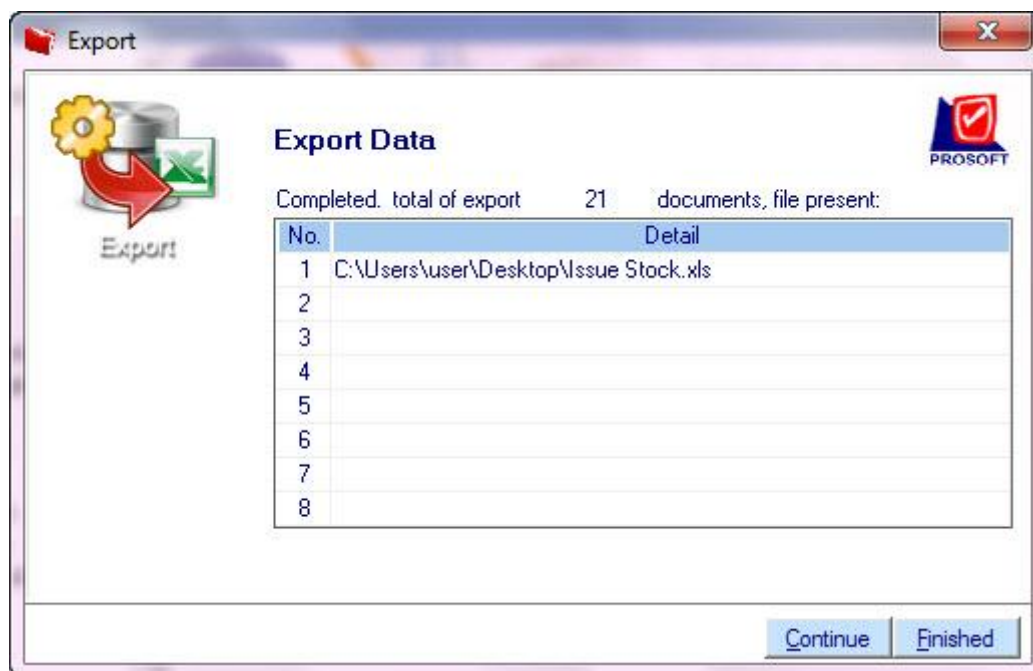 Export
Export Data
PROSOFT
Completed. total of export 21 documents, file present:
Export
No. Detail
1 C:\Users\user\Desktop\Issue Stock.xls
2
3
4
5
6
7
8
Continue Finished